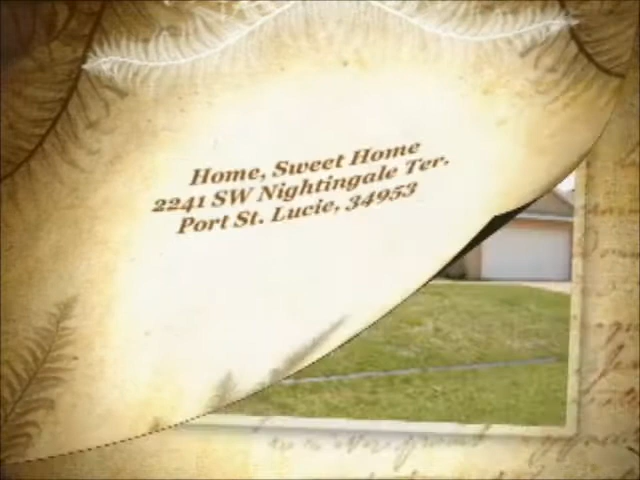 Home, Sweet Home
2241 SW Nightingale Ter.
Port St. Lucie, 34953